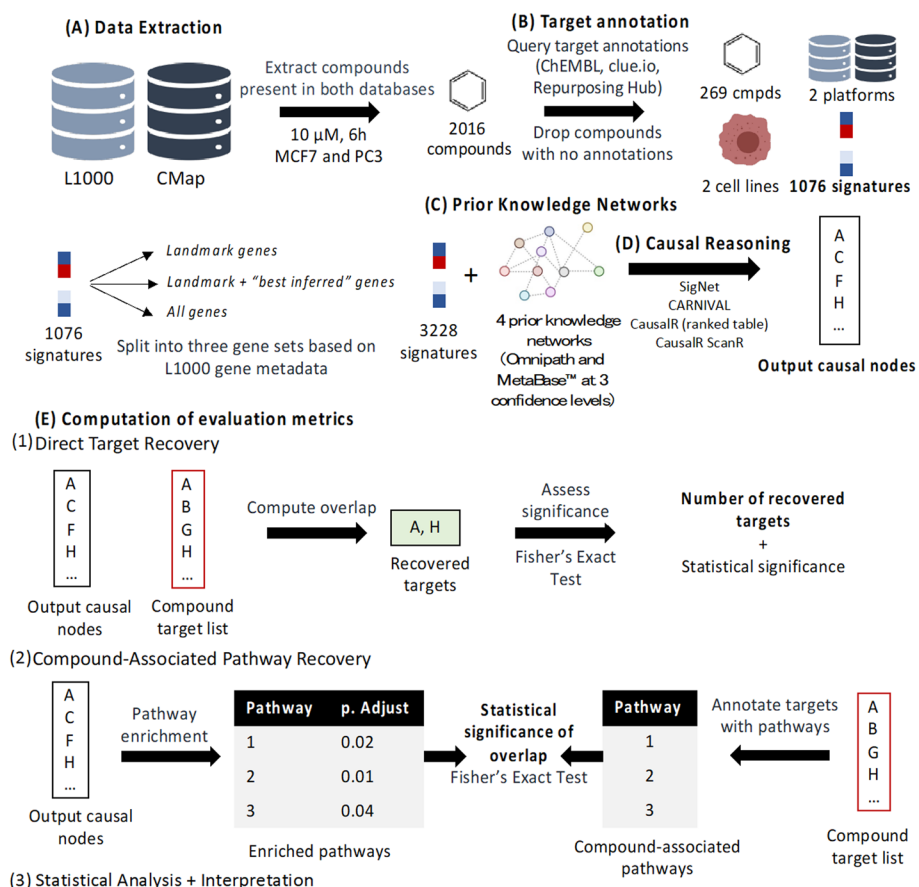 (A) Data Extraction
L1000
CMap
Extract compounds
present in both databases
10 µM, 6h
MCF7 and PC3
2016
compounds
(B) Target annotation
Query target annotations
(ChEMBL, clue.io,
Repurposing Hub)
Drop compounds
with no annotations
269 cmpds
2 platforms
2 cell lines
1076 signatures
1076
signatures
Landmark genes
Landmark + “best inferred” genes
All genes
Split into three gene sets based on
L1000 gene metadata
(C) Prior Knowledge Networks
3228
signatures
+
4 prior knowledge
networks
(Omnipath and
MetaBase™ at 3
confidence levels)
(D) Causal Reasoning
SigNet
CARNIVAL
CausalR (ranked table)
CausalR ScanR
A
C
F
H
...
Output causal nodes
(E) Computation of evaluation metrics
(1) Direct Target Recovery
A
C
F
H
...
Output causal
nodes
A
B
G
H
...
Compound
target list
Compute overlap
A, H
Recovered
targets
Assess
significance
Fisher’s Exact
Test
Number of recovered
targets
+
Statistical significance
(2) Compound-Associated Pathway Recovery
A
C
F
H
...
Output causal
nodes
Pathway
enrichment
Pathway p. Adjust
1 0.02
2 0.01
3 0.04
Enriched pathways
Statistical
significance of
overlap
Fisher’s Exact Test
Pathway
1
2
3
Compound-associated
pathways
Annotate targets
with pathways
A
B
G
H
...
Compound
target list
(3) Statistical Analysis + Interpretation